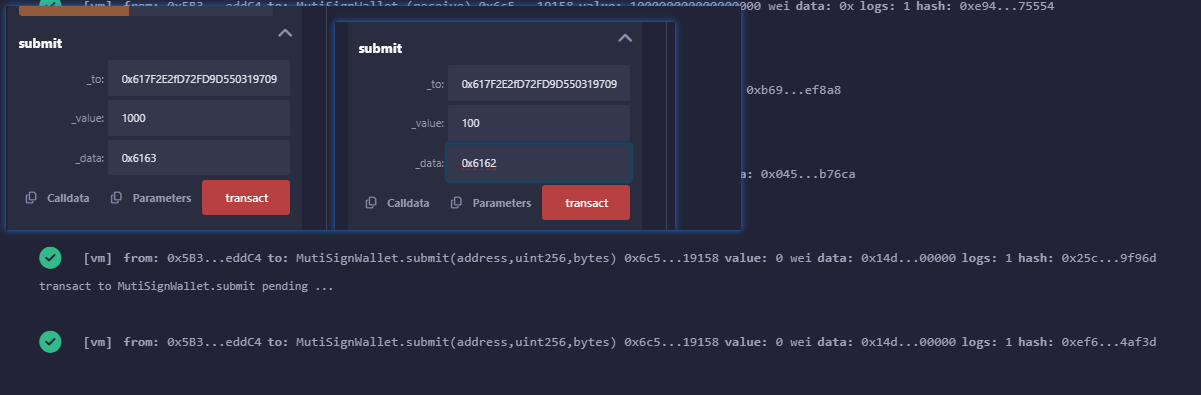 [vm] from: 0x5B3...eddC4 to: MutiSignWallet.(receive) 0x6c5...19158 value: wei data: 0x logs: 1 hash: 0xe94...75554
submit
_to: 0x617F2E2fD72FD9D550319709
_value: 1000
_data: 0x6163
Calldata Parameters transact
submit
_to: 0x617F2E2fD72FD9D550319709
_value: 100
_data: 0x6162
Calldata Parameters transact
0xb69...ef8a8
a: 0x045...b76ca
[vm] from: 0x5B3...eddC4 to: MutiSignWallet.submit(address,uint256,bytes) 0x6c5...19158 value: 0 wei data: 0x14d...00000 logs: 1 hash: 0x25c...9f96d
transact to MutiSignWallet.submit pending ...
[vm] from: 0x5B3...eddC4 to: MutiSignWallet.submit(address,uint256,bytes) 0x6c5...19158 value: 0 wei data: 0x14d...00000 logs: 1 hash: 0xef6...4af3d